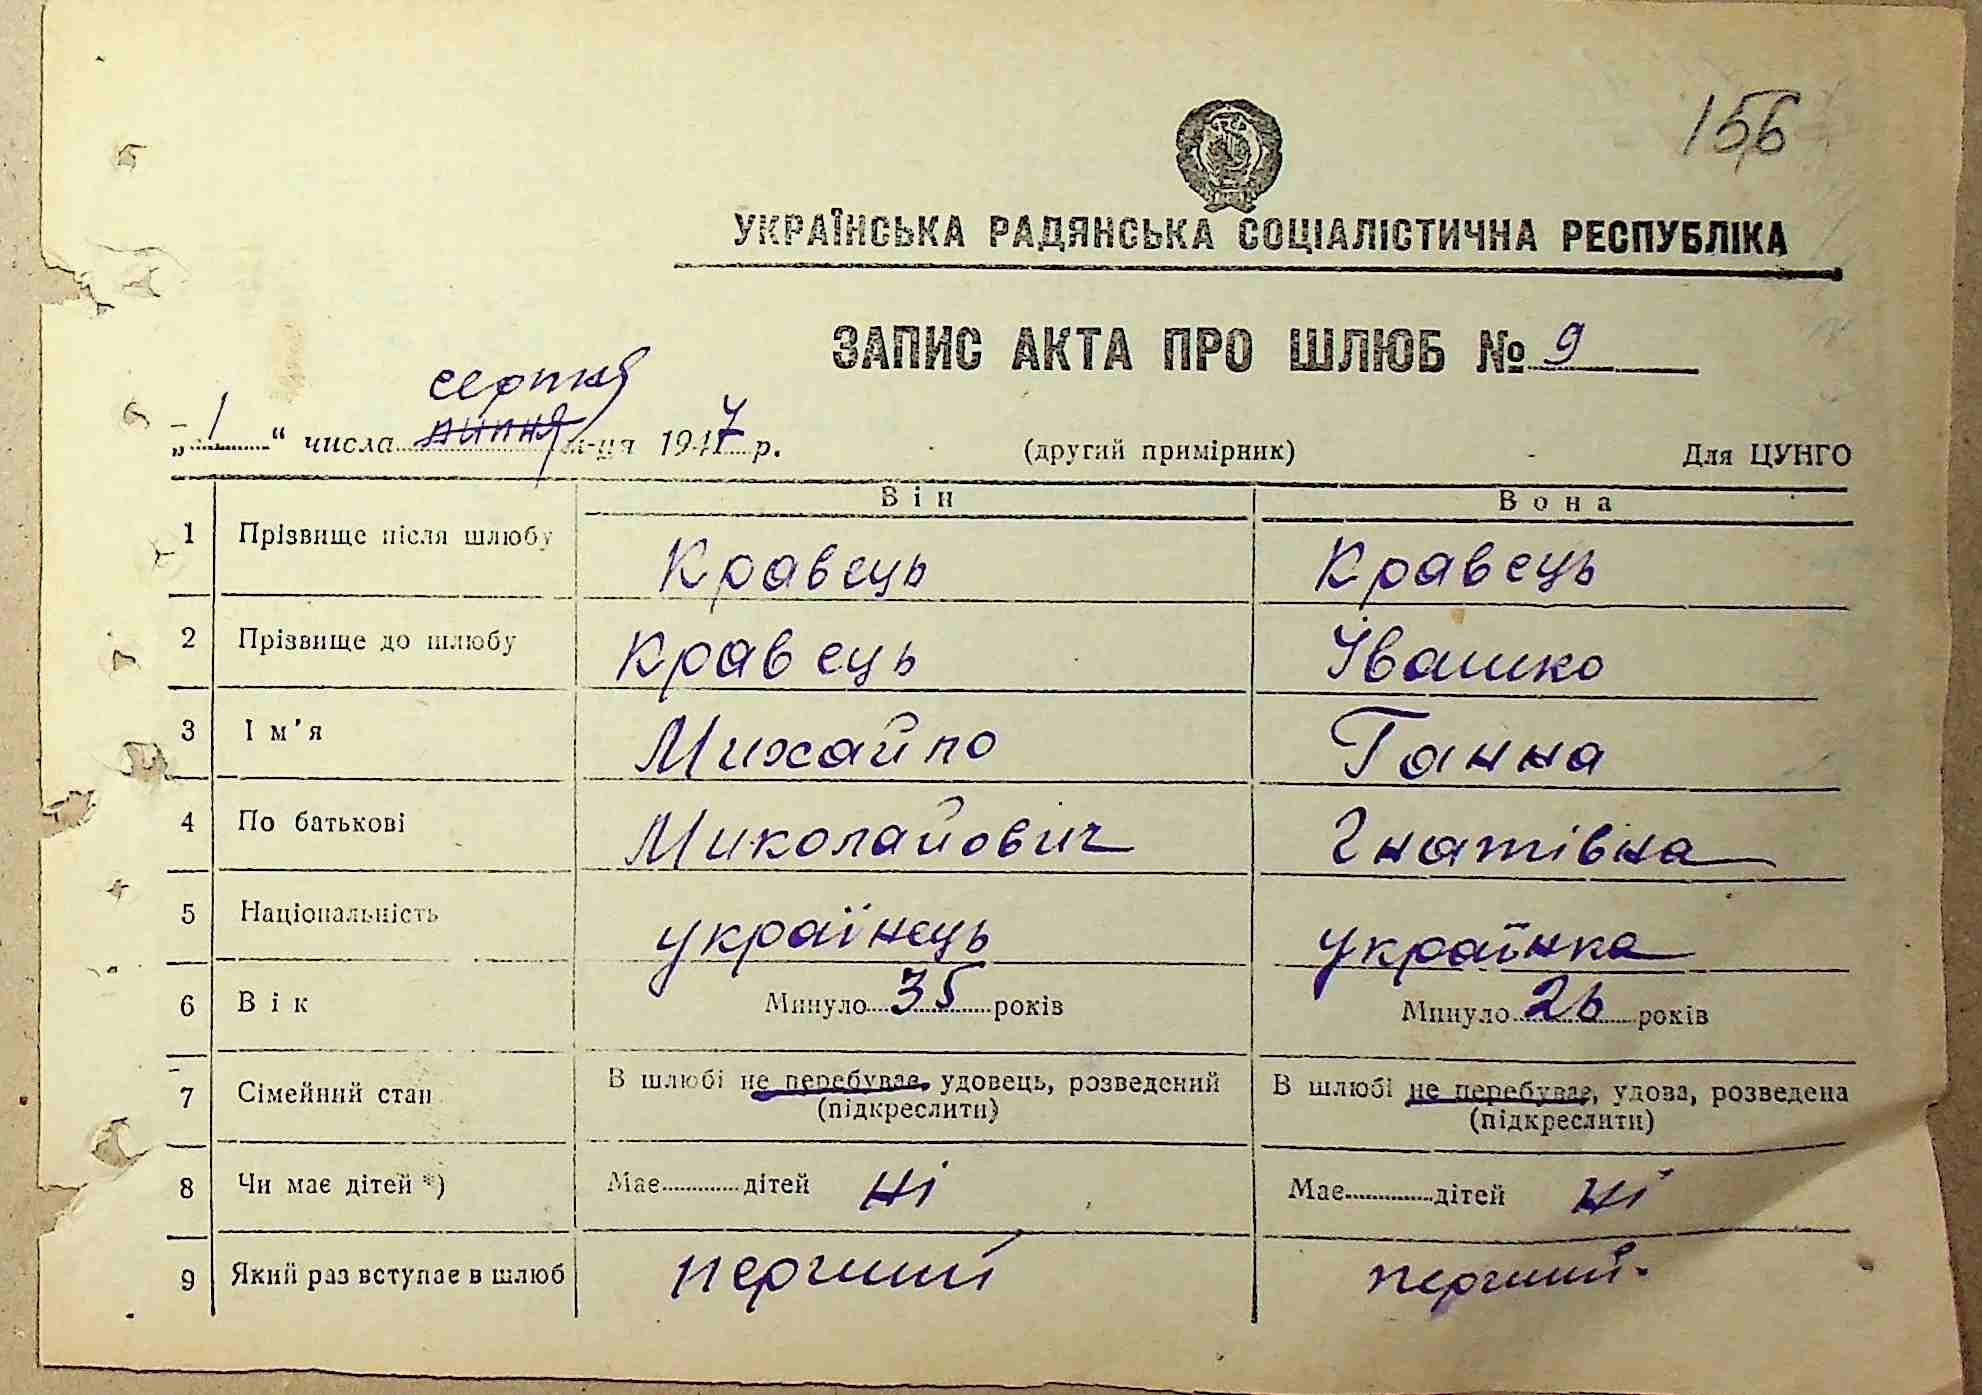 156
УКРАЇНСЬКА РАДЯНСЬКА СОЦІАЛІСТИЧНА РЕСПУБЛІКА
ЗАПИС АКТА ПРО ШЛЮБ № 9
серпня
„1“ числа липня м-ця 1947 р. (другий примірник) Для ЦУНГО
Він Вона
1 Прізвище після шлюбу Кравець Кравець
2 Прізвище до шлюбу Кравець Івашко
3 Ім'я Михайло Ганна
4 По батькові Миколайович Гнатівна
5 Національність українець українка
6 Вік Минуло 35 років Минуло 26 років
7 Сімейний стан В шлюбі не перебуває, удовець, розведений В шлюбі не перебуває, удова, розведена
(підкреслити) (підкреслити)
8 Чи має дітей *) Має дітей ні Має дітей ні
9 Який раз вступає в шлюб перший перший